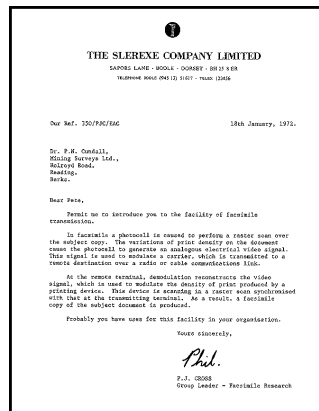 THE SLEREXE COMPANY LIMITED
SAPORS LANE - BOOLE - DORSET - BH 25 8 ER
TELEPHONE BOOLE (945 13) 51617 - TELEX 123456
Our Ref. 350/PJC/EAC 18th January, 1972.
Dr. P.N. Cundall,
Mining Surveys Ltd.,
Holroyd Road,
Reading,
Berks.
Dear Pete,
Permit me to introduce you to the facility of facsimile
transmission.
In facsimile a photocell is caused to perform a raster scan over
the subject copy. The variations of print density on the document
cause the photocell to generate an analogous electrical video signal.
This signal is used to modulate a carrier, which is transmitted to a
remote destination over a radio or cable communications link.
At the remote terminal, demodulation reconstructs the video
signal, which is used to modulate the density of print produced by a
printing device. This device is scanning in a raster scan synchronised
with that at the transmitting terminal. As a result, a facsimile
copy of the subject document is produced.
Probably you have uses for this facility in your organisation.
Yours sincerely,
Phil.
P.J. CROSS
Group Leader - Facsimile Research